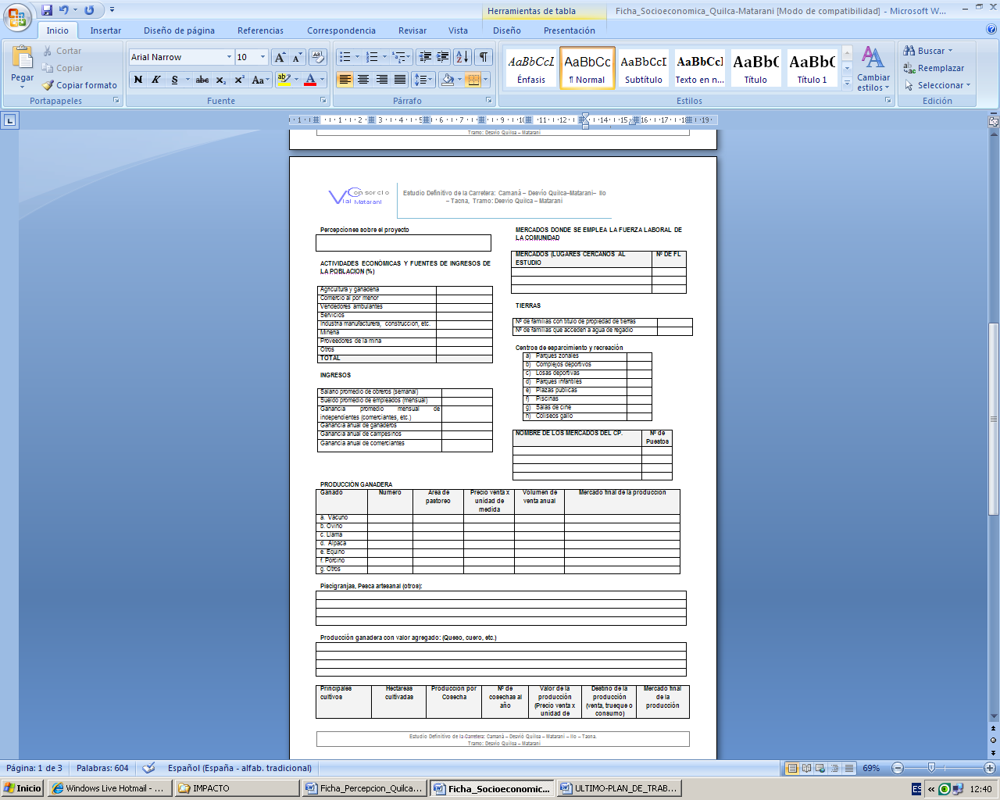 Herramientas de tabla
Ficha_Socioeconomica_Quilca-Matarani [Modo de compatibilidad] - Microsoft W...
Inicio Insertar Diseño de página Referencias Correspondencia Revisar Vista Diseño Presentación
Pegar
Cortar
Copiar
Copiar formato
Portapapeles
Arial Narrow 10
N K S abc x₂ x² Aa
Fuente
Párrafo
AaBbCcL AaBbCc AaBbCcI AaBbCcI AaBbC AaBbC
Énfasis ¶ Normal Subtítulo Texto en n... Título Título 1
Cambiar estilos
Estilos
Buscar
Reemplazar
Seleccionar
Edición
Tramo: Desvío Quilca – Matarani
Consorcio
Vial Matarani
Estudio Definitivo de la Carretera: Camaná – Desvío Quilca–Matarani– Ilo
– Tacna, Tramo: Desvío Quilca – Matarani
Percepciones sobre el proyecto
ACTIVIDADES ECONÓMICAS Y FUENTES DE INGRESOS DE
LA POBLACION (%)
Agricultura y ganadería
Comercio al por menor
Vendedores ambulantes
Servicios
Industria manufacturera, construcción, etc.
Minería
Proveedores de la mina
Otros
TOTAL
INGRESOS
Salario promedio de obreros (semanal)
Sueldo promedio de empleados (mensual)
Ganancia promedio mensual de
independientes (comerciantes, etc.)
Ganancia anual de ganaderos
Ganancia anual de campesinos
Ganancia anual de comerciantes
MERCADOS DONDE SE EMPLEA LA FUERZA LABORAL DE
LA COMUNIDAD
MERCADOS (LUGARES CERCANOS AL Nº DE FL
ESTUDIO
TIERRAS
Nº de familias con título de propiedad de tierras
Nº de familias que acceden a agua de regadío
Centros de esparcimiento y recreación
a) Parques zonales
b) Complejos deportivos
c) Losas deportivas
d) Parques infantiles
e) Plazas publicas
f) Piscinas
g) Salas de cine
h) Coliseos gallo
NOMBRE DE LOS MERCADOS DEL CP. Nº de
Puestos
PRODUCCIÓN GANADERA
Ganado Número Área de Precio venta x Volumen de Mercado final de la producción
pastoreo unidad de venta anual
medida
a. Vacuno
b. Ovino
c. Llama
d. Alpaca
e. Equino
f. Porcino
g. Otros
Piscigranjas, Pesca artesanal (otros):
Producción ganadera con valor agregado: (Queso, cuero, etc.)
Principales Hectáreas Producción por Nº de Valor de la Destino de la Mercado final
cultivos cultivadas Cosecha cosechas al producción producción de la
año (Precio venta x (venta, trueque o producción
unidad de consumo)
Estudio Definitivo de la Carretera: Camaná – Desvió Quilca – Matarani – Ilo – Tacna.
Tramo: Desvío Quilca – Matarani
Página: 1 de 3 Palabras: 604 Español (España - alfab. tradicional) 69%
Inicio Windows Live Hotmail - ... IMPACTO Ficha_Percepcion_Quilca... Ficha_Socioeconomic... ULTIMO-PLAN_DE_TRAB... ES « 12:40